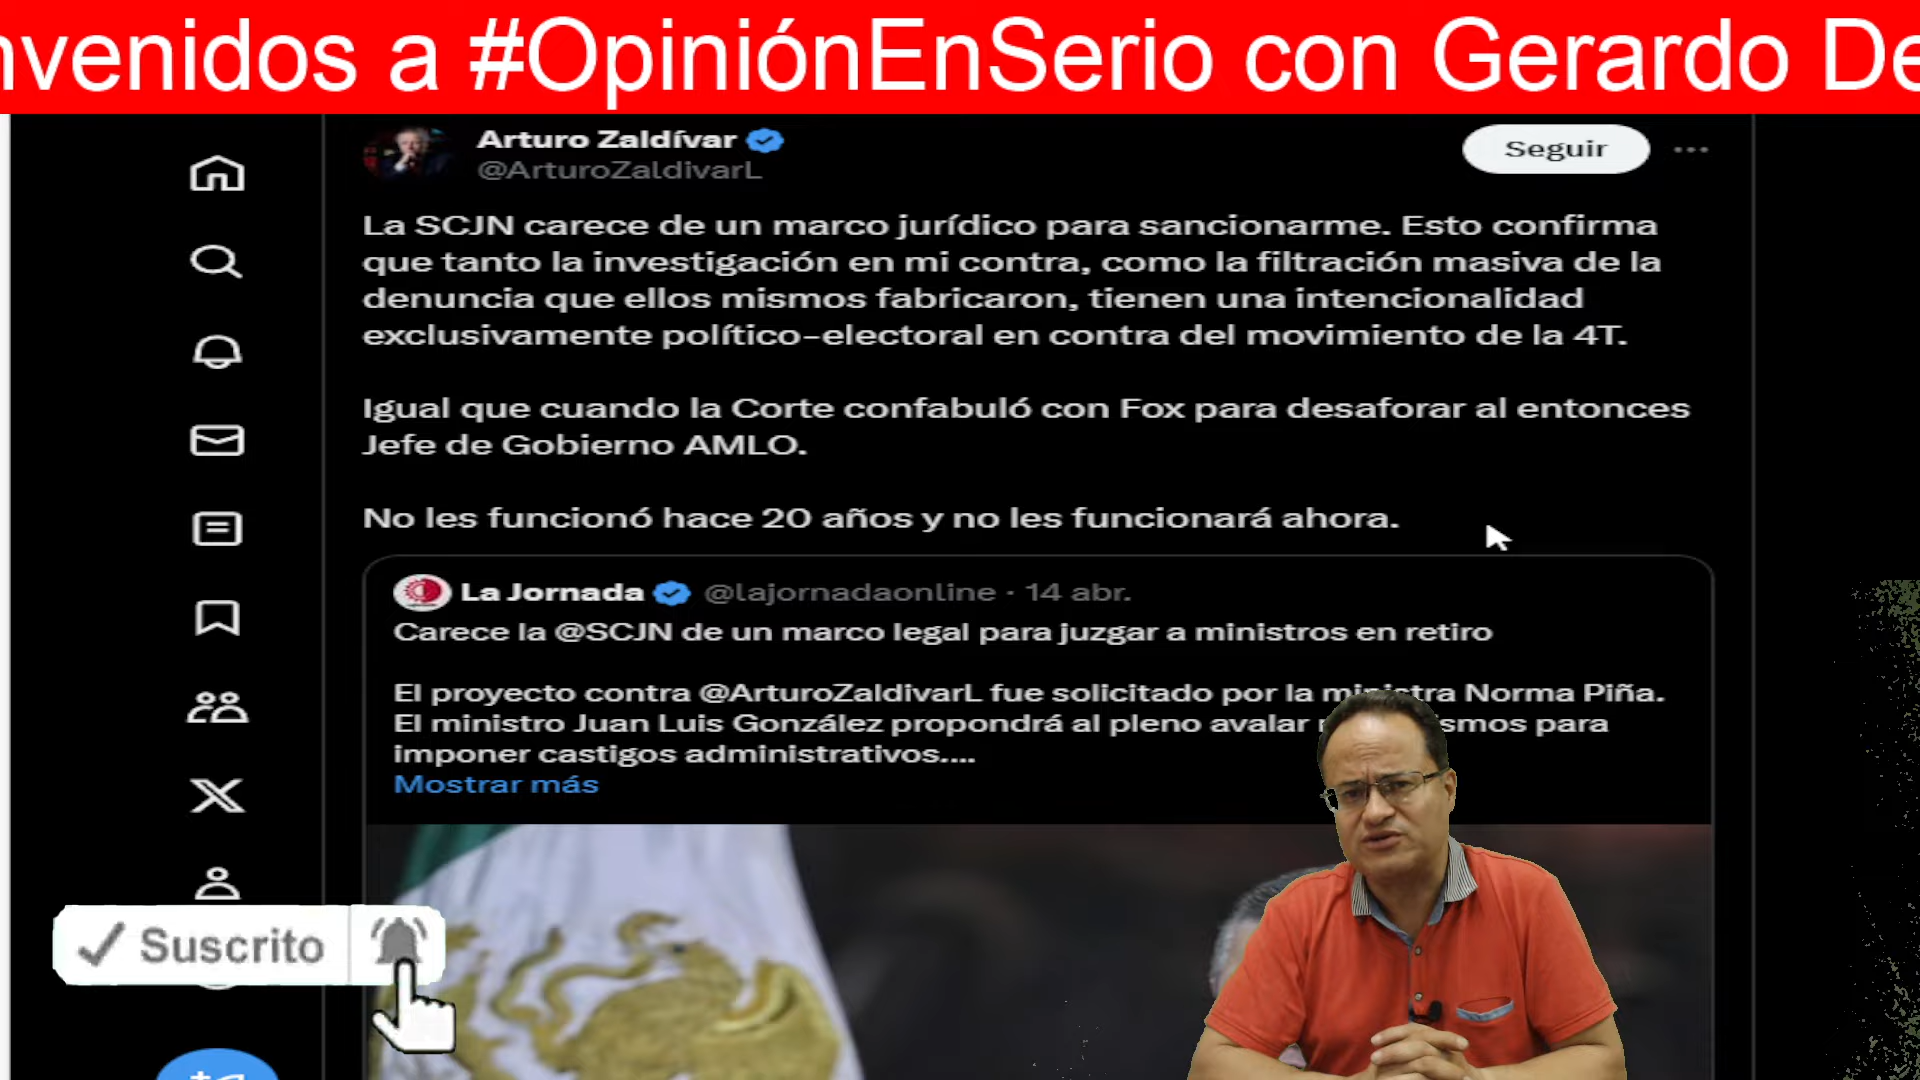 nvenidos a #OpiniónEnSerio con Gerardo De
Arturo Zaldívar
@ArturoZaldivarL
Seguir
La SCJN carece de un marco jurídico para sancionarme. Esto confirma
que tanto la investigación en mi contra, como la filtración masiva de la
denuncia que ellos mismos fabricaron, tienen una intencionalidad
exclusivamente político-electoral en contra del movimiento de la 4T.
Igual que cuando la Corte confabuló con Fox para desaforar al entonces
Jefe de Gobierno AMLO.
No les funcionó hace 20 años y no les funcionará ahora.
La Jornada @lajornadaonline · 14 abr.
Carece la @SCJN de un marco legal para juzgar a ministros en retiro
El proyecto contra @ArturoZaldivarL fue solicitado por la ministra Norma Piña.
El ministro Juan Luis González propondrá al pleno avalar ismos para
imponer castigos administrativos....
Mostrar más
Suscrito